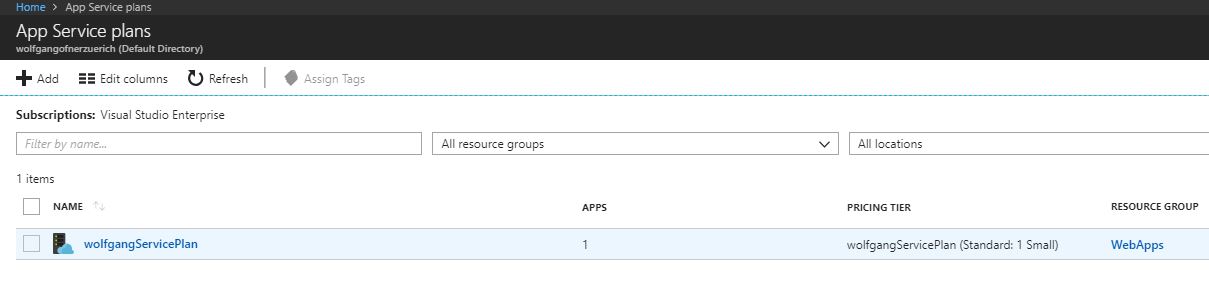 Home > App Service plans
App Service plans
wolfgangofnerzuerich (Default Directory)
Add Edit columns Refresh Assign Tags
Subscriptions: Visual Studio Enterprise
Filter by name... All resource groups All locations
1 items
NAME APPS PRICING TIER RESOURCE GROUP
wolfgangServicePlan 1 wolfgangServicePlan (Standard: 1 Small) WebApps